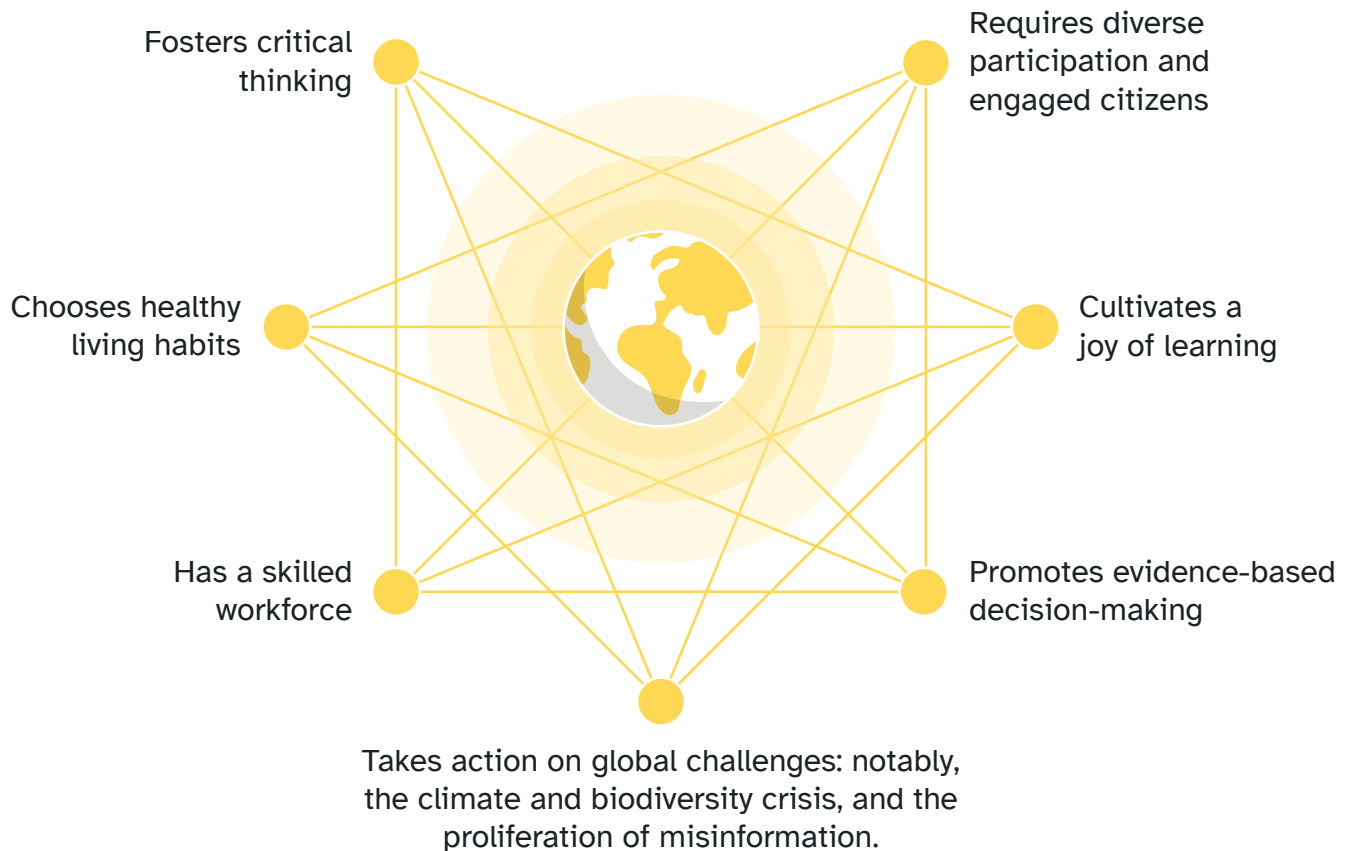 Fosters critical
thinking
Requires diverse
participation and
engaged citizens
Chooses healthy
living habits
Cultivates a
joy of learning
Has a skilled
workforce
Promotes evidence-based
decision-making
Takes action on global challenges: notably,
the climate and biodiversity crisis, and the
proliferation of misinformation.